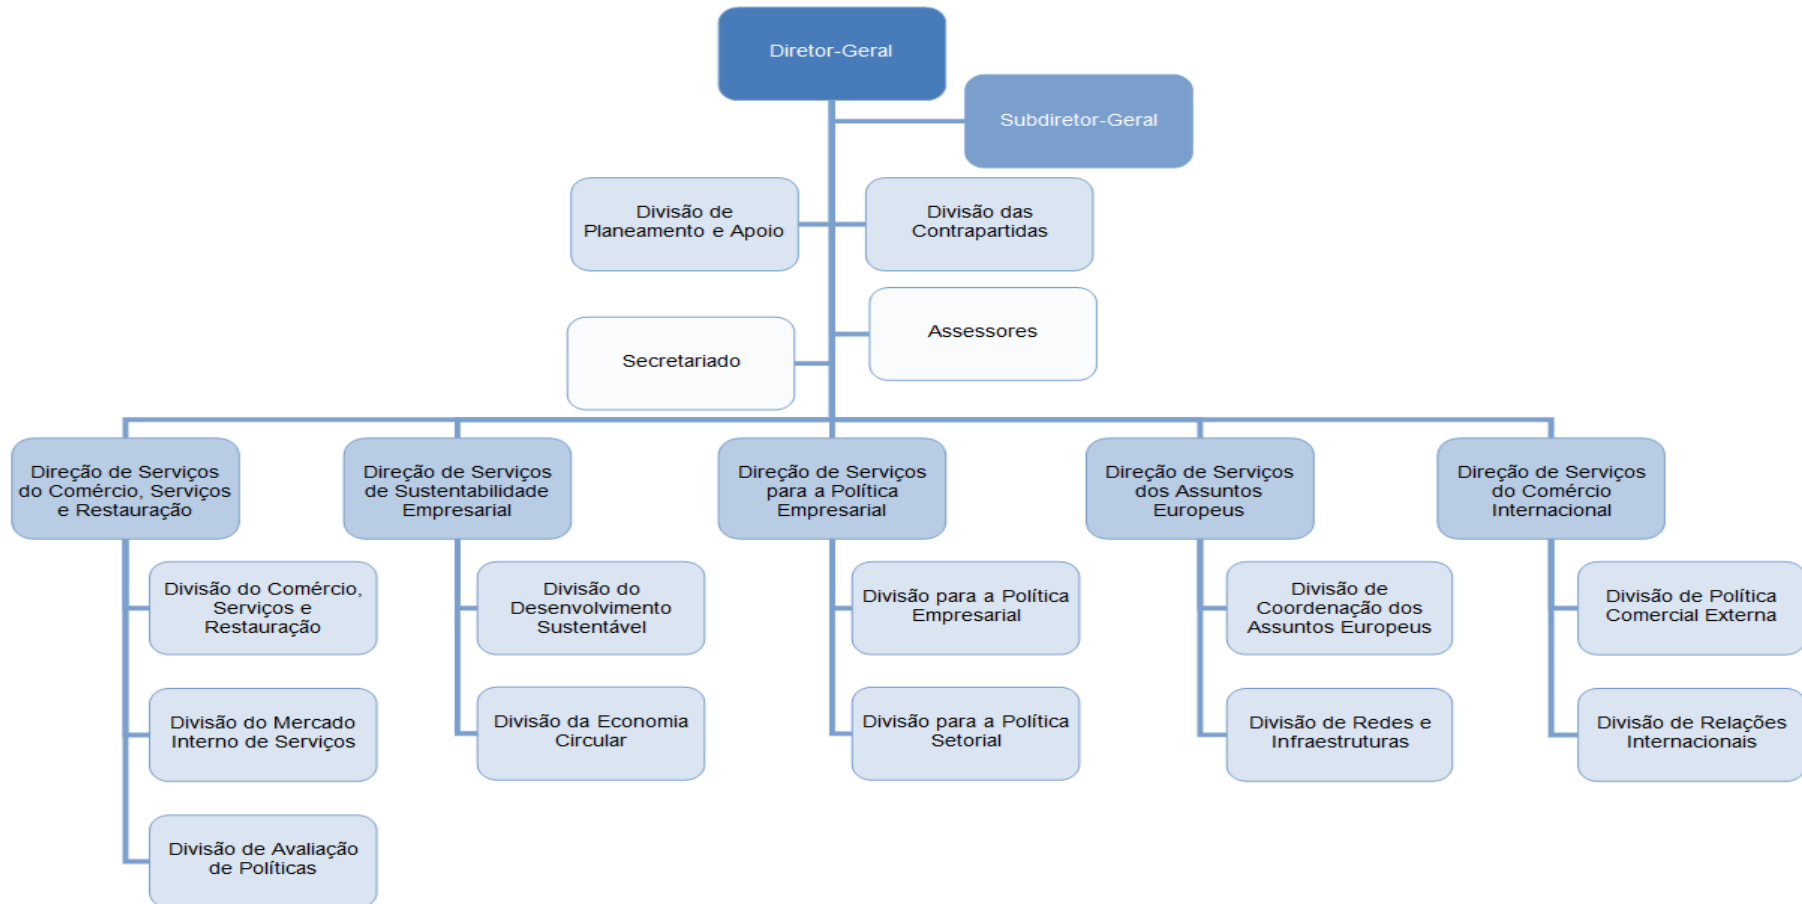 Diretor-Geral
Subdiretor-Geral
Divisão de
Planeamento e Apoio
Divisão das
Contrapartidas
Assessores
Secretariado
Direção de Serviços
do Comércio, Serviços
e Restauração
Direção de Serviços
de Sustentabilidade
Empresarial
Direção de Serviços
para a Política
Empresarial
Direção de Serviços
dos Assuntos
Europeus
Direção de Serviços
do Comércio
Internacional
Divisão do Comércio,
Serviços e
Restauração
Divisão do
Desenvolvimento
Sustentável
Divisão para a Política
Empresarial
Divisão de
Coordenação dos
Assuntos Europeus
Divisão de Política
Comercial Externa
Divisão do Mercado
Interno de Serviços
Divisão da Economia
Circular
Divisão para a Política
Setorial
Divisão de Redes e
Infraestruturas
Divisão de Relações
Internacionais
Divisão de Avaliação
de Políticas